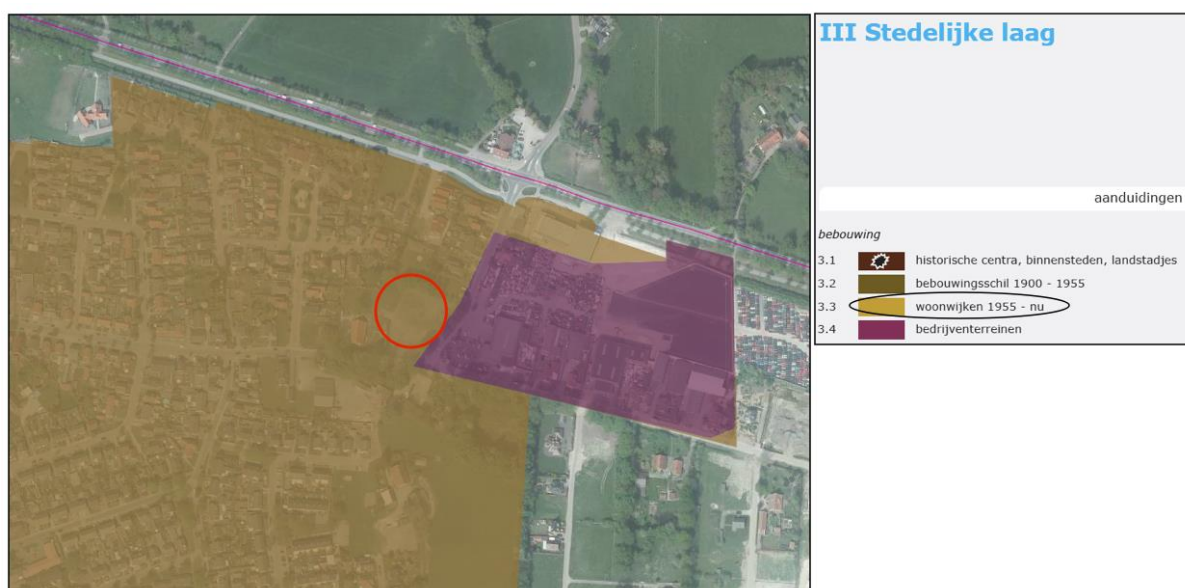 III Stedelijke laag
aanduidingen
bebouwing
3.1 historische centra, binnensteden, landstadjes
3.2 bebouwingsschil 1900 - 1955
3.3 woonwijken 1955 - nu
3.4 bedrijventerreinen